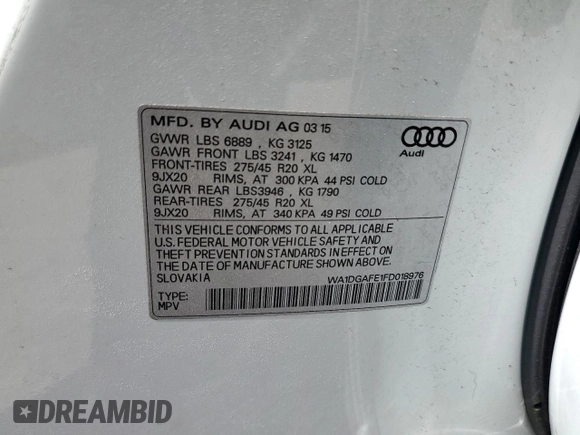 MFD. BY AUDI AG 03 15
GVWR LBS 6889 , KG 3125
GAWR FRONT LBS 3241 , KG 1470
FRONT-TIRES 275/45 R20 XL
9JX20 RIMS, AT 300 KPA 44 PSI COLD
GAWR REAR LBS3946 , KG 1790
REAR-TIRES 275/45 R20 XL
9JX20 RIMS, AT 340 KPA 49 PSI COLD
Audi
THIS VEHICLE CONFORMS TO ALL APPLICABLE
U.S. FEDERAL MOTOR VEHICLE SAFETY AND
THEFT PREVENTION STANDARDS IN EFFECT ON
THE DATE OF MANUFACTURE SHOWN ABOVE.
SLOVAKIA WA1DGAFE1FD018976
TYPE:
MPV
DREAMBID